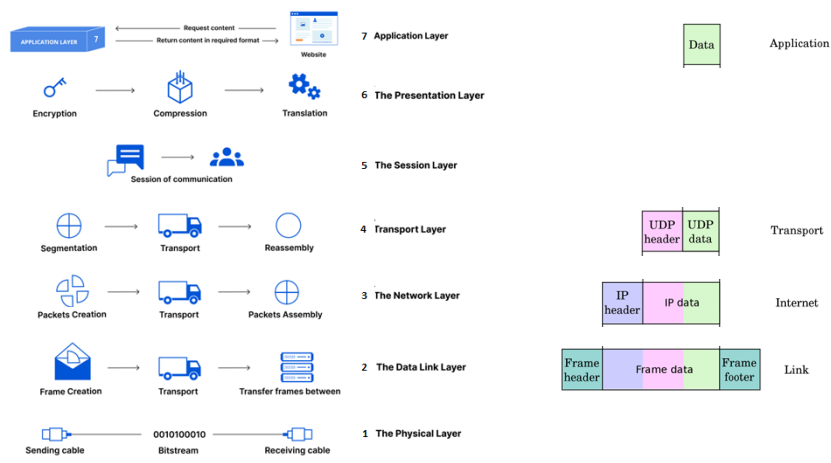 Request content
APPLICATION LAYER 7
Return content in required format
Website
7 Application Layer
Data
Application
Encryption
Compression
Translation
6 The Presentation Layer
Session of communication
5 The Session Layer
Segmentation
Transport
Reassembly
4 Transport Layer
UDP
header
UDP
data
Transport
Packets Creation
Transport
Packets Assembly
3 The Network Layer
IP
header
IP data
Internet
Frame Creation
Transport
Transfer frames between
2 The Data Link Layer
Frame
header
Frame data
Frame
footer
Link
Sending cable
0010100010
Bitstream
Receiving cable
1 The Physical Layer